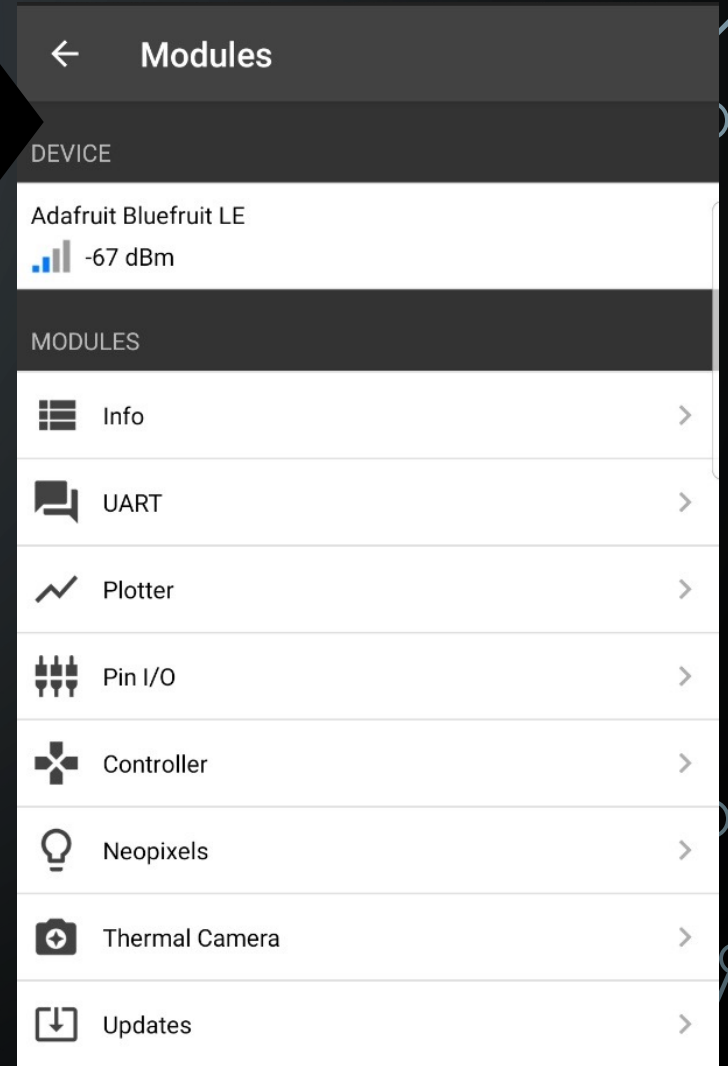 Modules
DEVICE
Adafruit Bluefruit LE
-67 dBm
MODULES
Info
UART
Plotter
Pin I/O
Controller
Neopixels
Thermal Camera
Updates